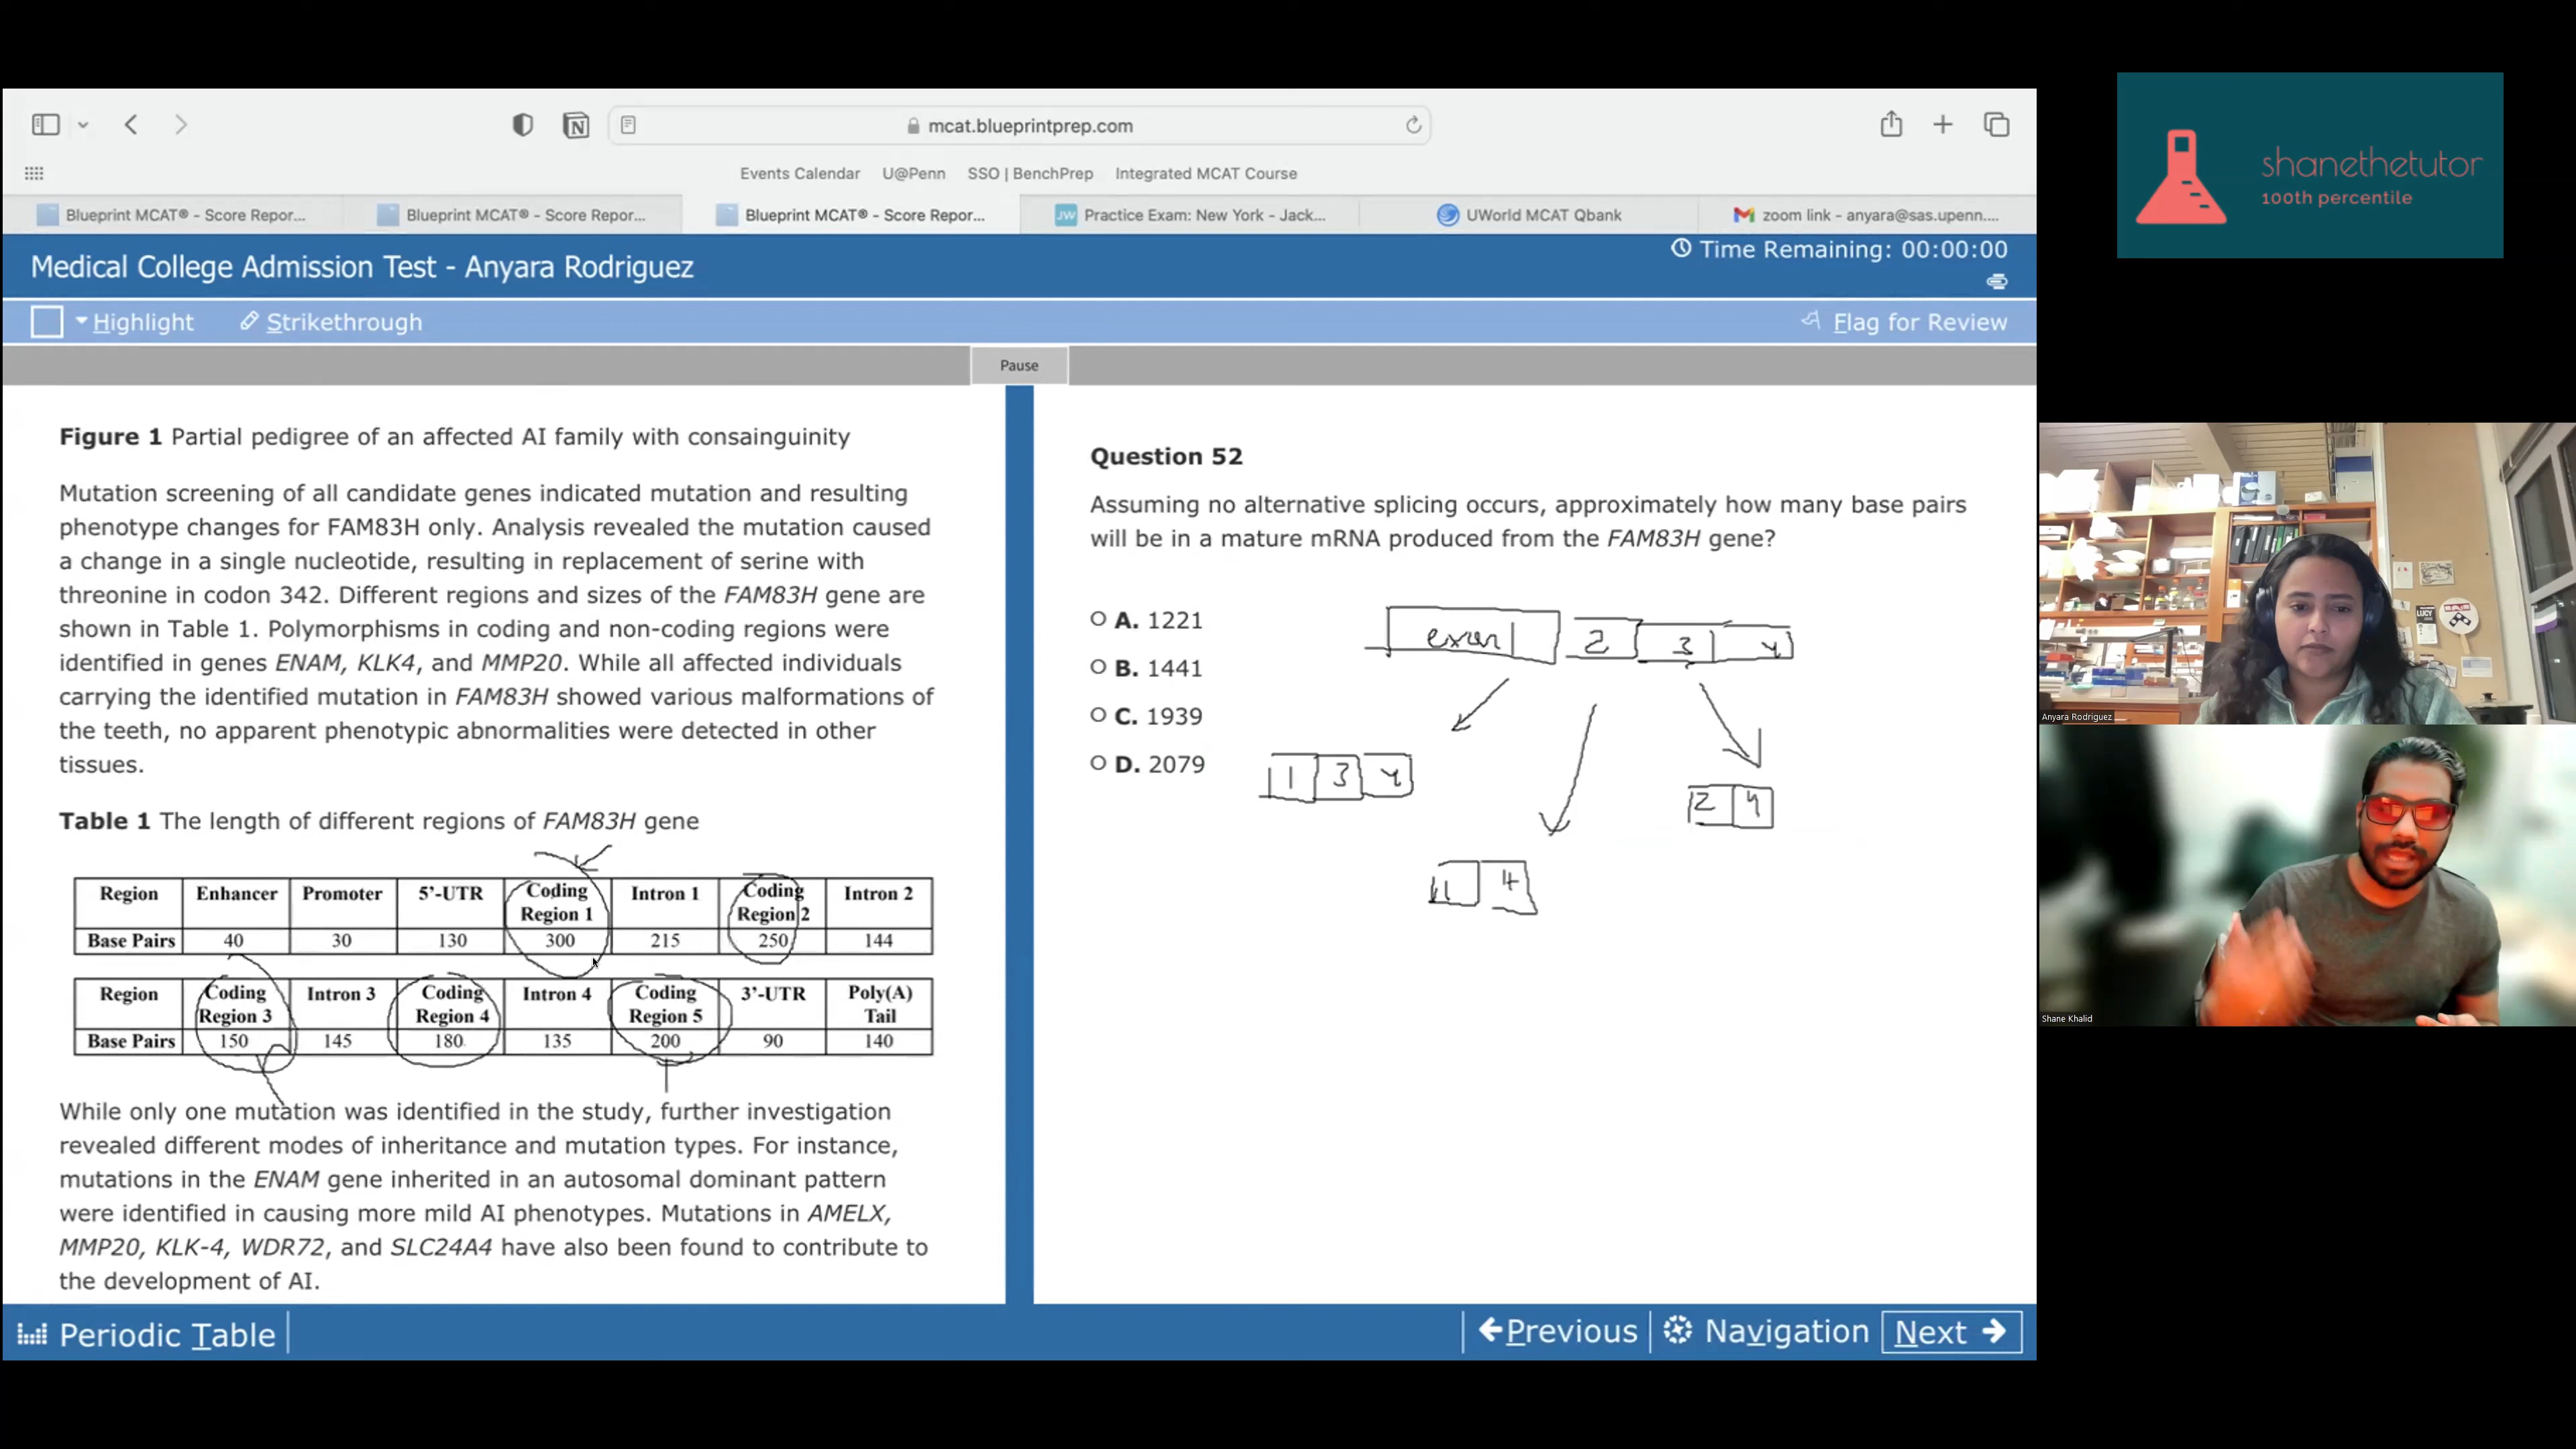 mcat.blueprintprep.com
Events Calendar U@Penn SSO | BenchPrep Integrated MCAT Course
Blueprint MCAT® - Score Repor... Blueprint MCAT® - Score Repor... Blueprint MCAT® - Score Repor... Practice Exam: New York - Jack... UWorld MCAT Qbank zoom link - anyara@sas.upenn....
Medical College Admission Test - Anyara Rodriguez
Time Remaining: 00:00:00
Highlight Strikethrough Flag for Review
Pause
Figure 1 Partial pedigree of an affected AI family with consainguinity
Mutation screening of all candidate genes indicated mutation and resulting
phenotype changes for FAM83H only. Analysis revealed the mutation caused
a change in a single nucleotide, resulting in replacement of serine with
threonine in codon 342. Different regions and sizes of the FAM83H gene are
shown in Table 1. Polymorphisms in coding and non-coding regions were
identified in genes ENAM, KLK4, and MMP20. While all affected individuals
carrying the identified mutation in FAM83H showed various malformations of
the teeth, no apparent phenotypic abnormalities were detected in other
tissues.
Table 1 The length of different regions of FAM83H gene
Region Enhancer Promoter 5’-UTR Coding Region 1 Intron 1 Coding Region 2 Intron 2
Base Pairs 40 30 130 300 215 250 144
Region Coding Region 3 Intron 3 Coding Region 4 Intron 4 Coding Region 5 3’-UTR Poly(A) Tail
Base Pairs 150 145 180 135 200 90 140
While only one mutation was identified in the study, further investigation
revealed different modes of inheritance and mutation types. For instance,
mutations in the ENAM gene inherited in an autosomal dominant pattern
were identified in causing more mild AI phenotypes. Mutations in AMELX,
MMP20, KLK-4, WDR72, and SLC24A4 have also been found to contribute to
the development of AI.
Question 52
Assuming no alternative splicing occurs, approximately how many base pairs
will be in a mature mRNA produced from the FAM83H gene?
A. 1221
B. 1441
C. 1939
D. 2079
exon 1 2 3 4
1 3 4
2 4
1 4
Periodic Table
Previous Navigation Next
shanethetutor
100th percentile
Anyara Rodriguez
Shane Khalid